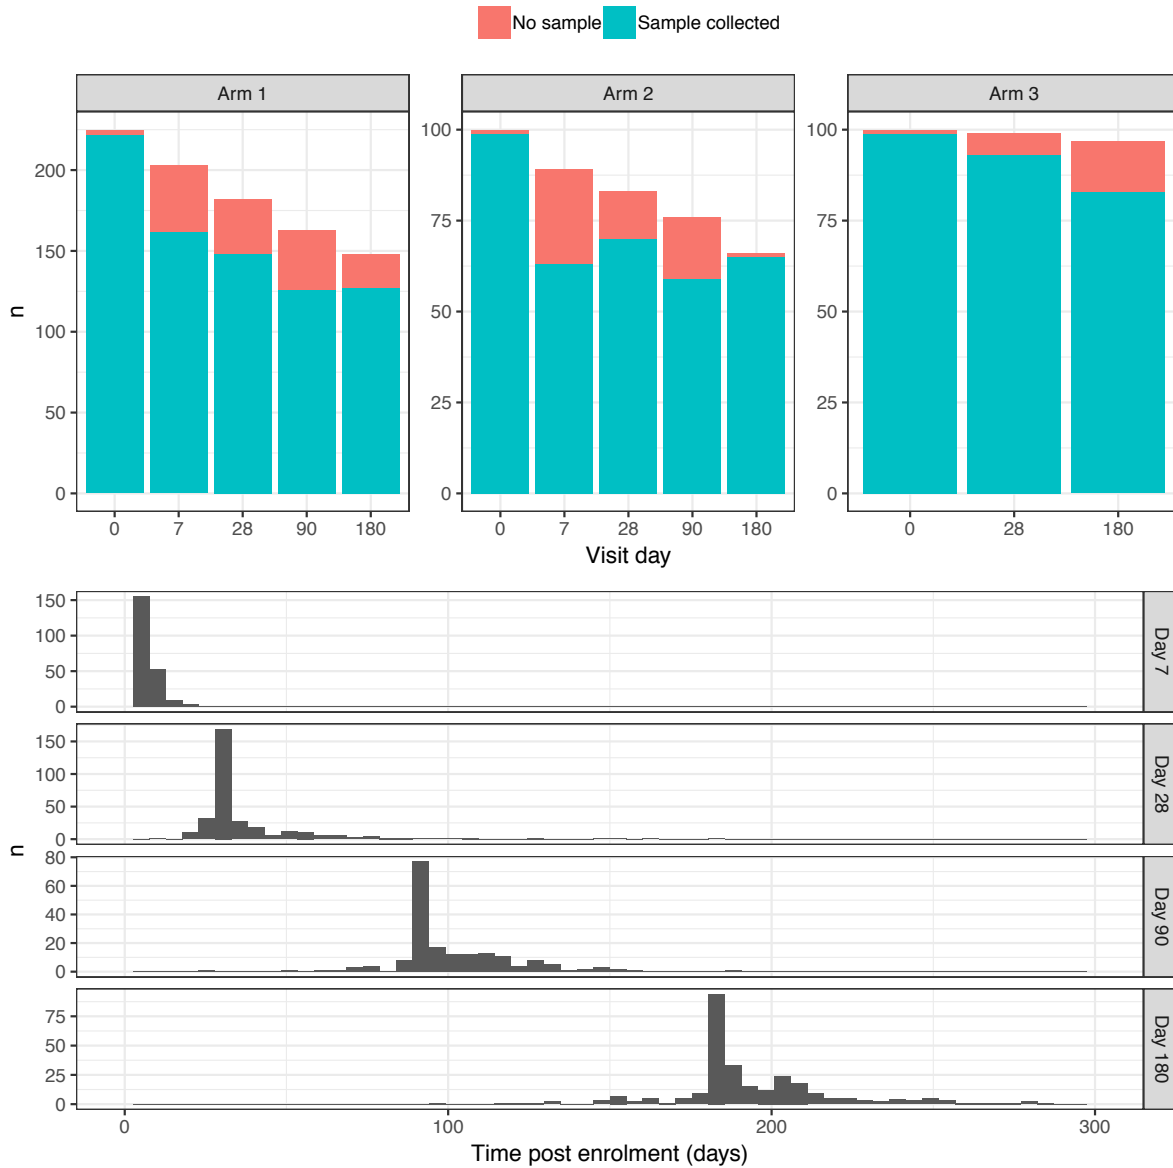 No sample Sample collected
Arm 1 Arm 2 Arm 3
n
200
150
100
50
0
100
75
50
25
0
100
75
50
25
0
0 7 28 90 180
0 7 28 90 180
0 28 180
Visit day
n
150
100
50
0
Day 7
150
100
50
0
Day 28
80
60
40
20
0
Day 90
75
50
25
0
Day 180
0 100 200 300
Time post enrolment (days)